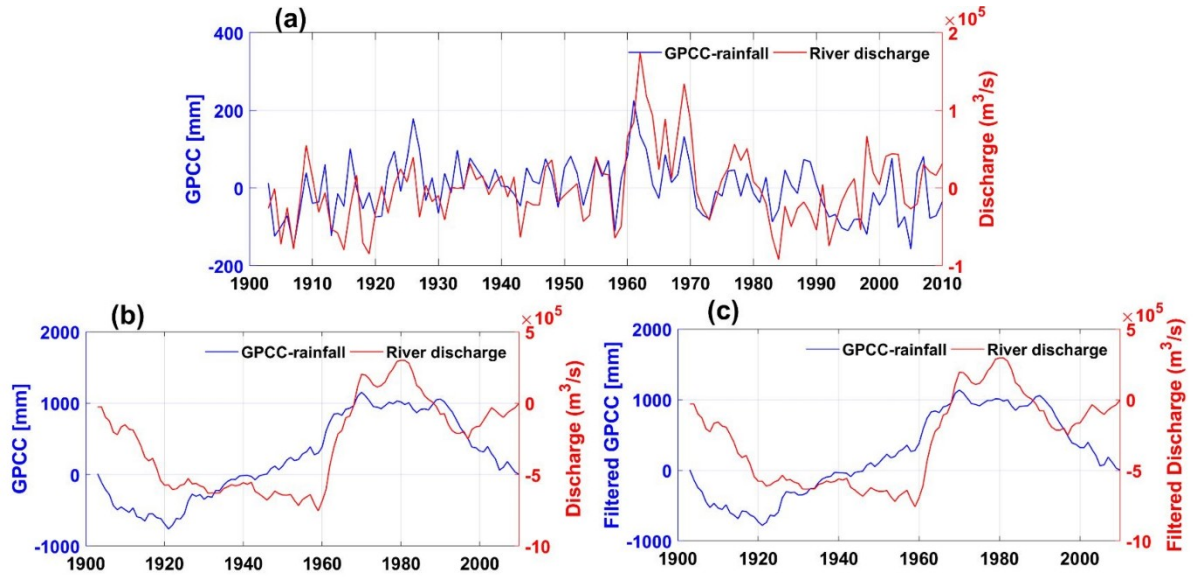 (a)
×10⁵
400
2
GPCC-rainfall
River discharge
200
1
0
0
-200
-1
GPCC [mm]
Discharge (m³/s)
1900 1910 1920 1930 1940 1950 1960 1970 1980 1990 2000 2010
(b)
×10⁵
2000
5
GPCC-rainfall
River discharge
1000
0
0
-5
-1000
-10
GPCC [mm]
Discharge (m³/s)
1900 1920 1940 1960 1980 2000
(c)
×10⁵
2000
5
GPCC-rainfall
River discharge
1000
0
0
-5
-1000
-10
Filtered GPCC [mm]
Filtered Discharge (m³/s)
1900 1920 1940 1960 1980 2000